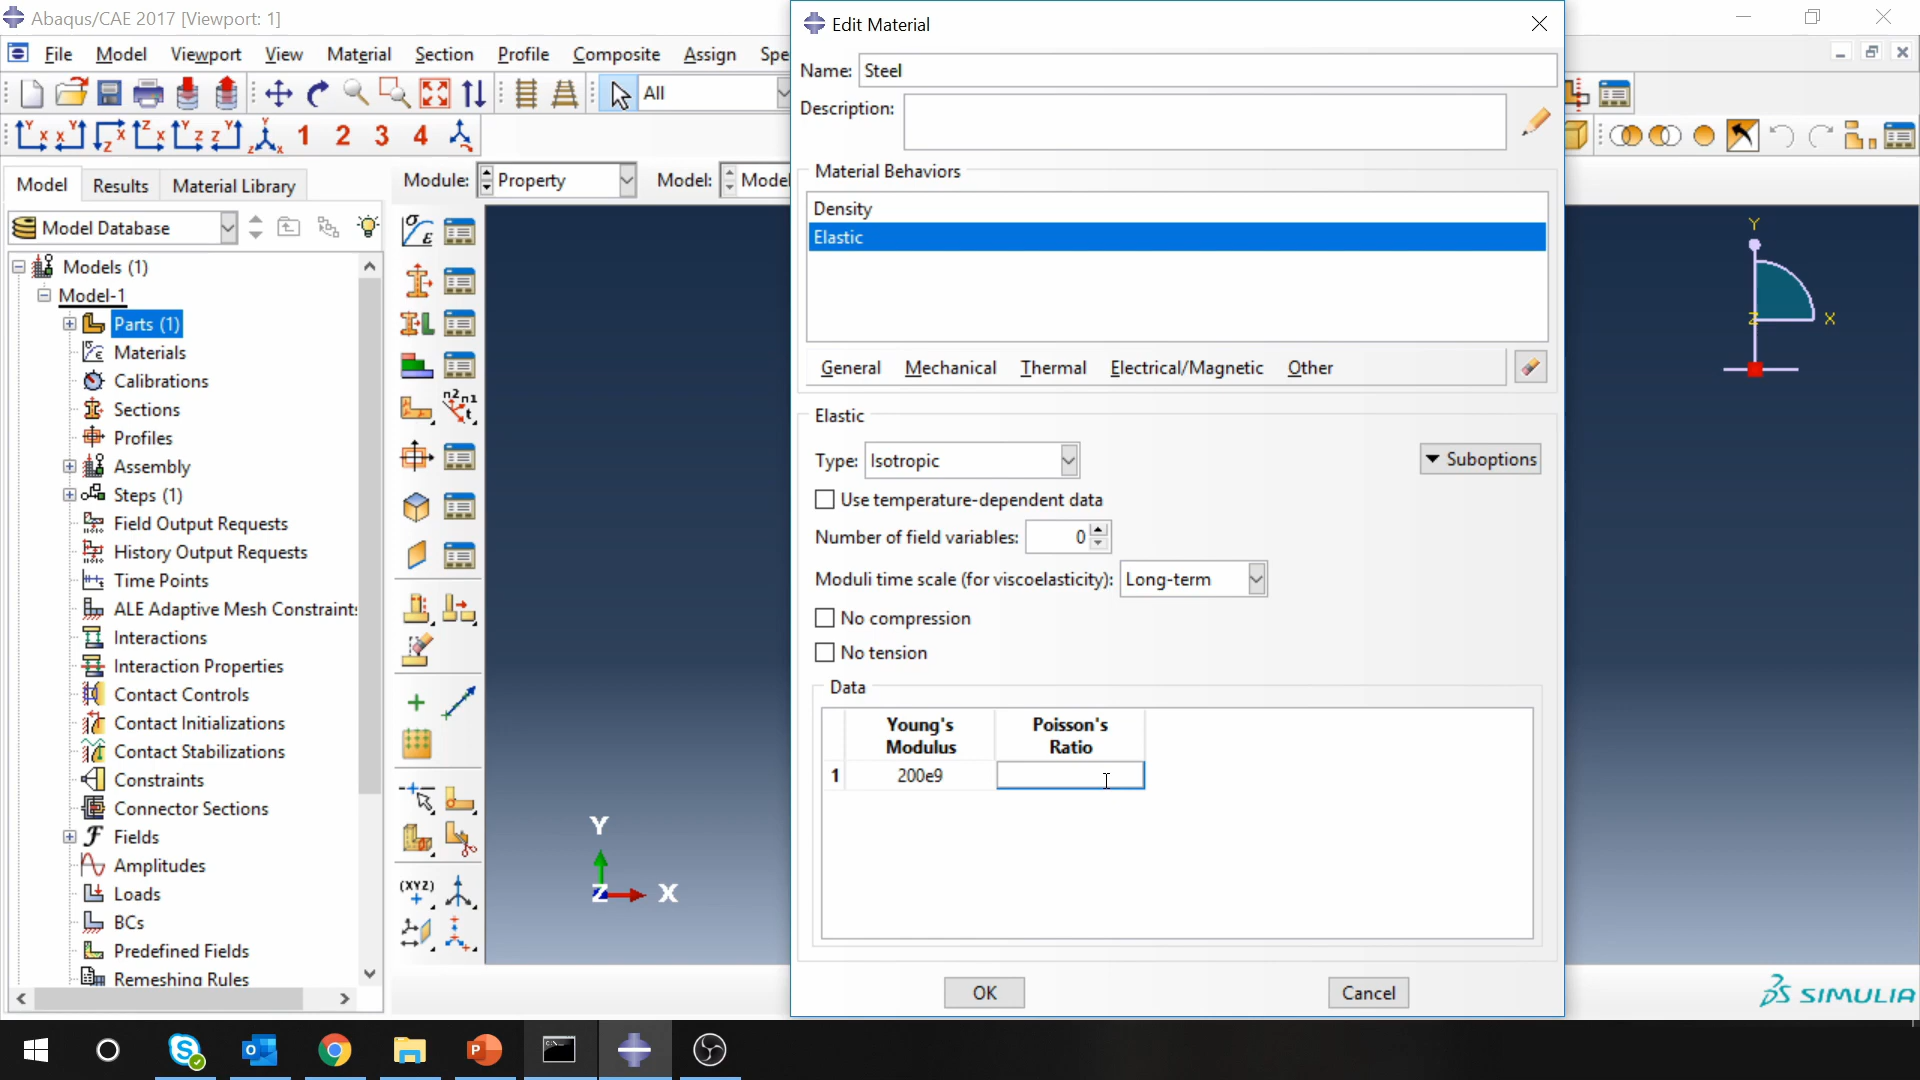 Abaqus/CAE 2017 [Viewport: 1]
File Model Viewport View Material Section Profile Composite Assign Spe
All
1 2 3 4
Model Results Material Library
Module: Property Model: Model
Model Database
Models (1)
Model-1
Parts (1)
Materials
Calibrations
Sections
Profiles
Assembly
Steps (1)
Field Output Requests
History Output Requests
Time Points
ALE Adaptive Mesh Constraint:
Interactions
Interaction Properties
Contact Controls
Contact Initializations
Contact Stabilizations
Constraints
Connector Sections
Fields
Amplitudes
Loads
BCs
Predefined Fields
Remeshing Rules
(XYZ)
Y
Z X
Edit Material
Name: Steel
Description:
Material Behaviors
Density
Elastic
General Mechanical Thermal Electrical/Magnetic Other
Elastic
Type: Isotropic
Suboptions
Use temperature-dependent data
Number of field variables: 0
Moduli time scale (for viscoelasticity): Long-term
No compression
No tension
Data
Young's Modulus
Poisson's Ratio
1 200e9
OK Cancel
Y
Z X
SIMULIA